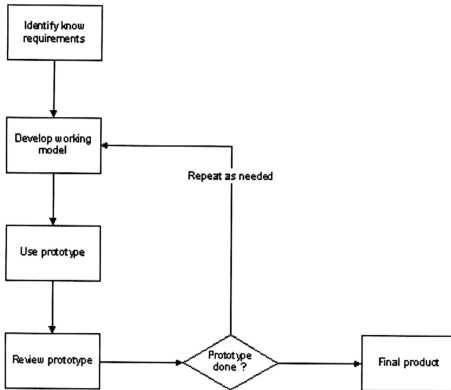 Identify know
requirements
Develop working
model
Repeat as needed
Use prototype
Review prototype
Prototype
done ?
Final product